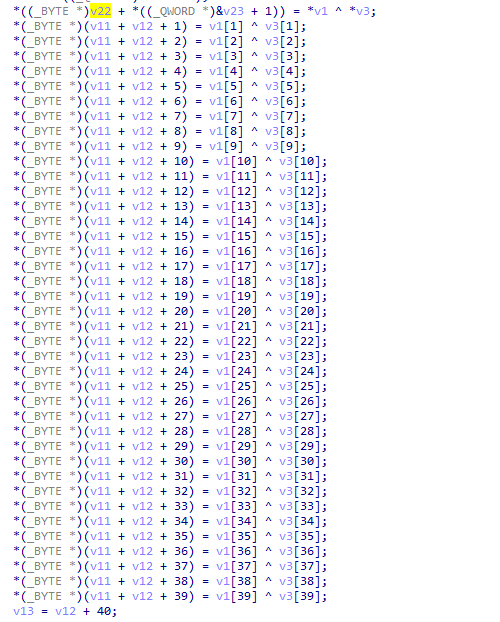 *((_BYTE *)v22 + *((_QWORD *)&v23 + 1)) = *v1 ^ *v3;
*(_BYTE *)(v11 + v12 + 1) = v1[1] ^ v3[1];
*(_BYTE *)(v11 + v12 + 2) = v1[2] ^ v3[2];
*(_BYTE *)(v11 + v12 + 3) = v1[3] ^ v3[3];
*(_BYTE *)(v11 + v12 + 4) = v1[4] ^ v3[4];
*(_BYTE *)(v11 + v12 + 5) = v1[5] ^ v3[5];
*(_BYTE *)(v11 + v12 + 6) = v1[6] ^ v3[6];
*(_BYTE *)(v11 + v12 + 7) = v1[7] ^ v3[7];
*(_BYTE *)(v11 + v12 + 8) = v1[8] ^ v3[8];
*(_BYTE *)(v11 + v12 + 9) = v1[9] ^ v3[9];
*(_BYTE *)(v11 + v12 + 10) = v1[10] ^ v3[10];
*(_BYTE *)(v11 + v12 + 11) = v1[11] ^ v3[11];
*(_BYTE *)(v11 + v12 + 12) = v1[12] ^ v3[12];
*(_BYTE *)(v11 + v12 + 13) = v1[13] ^ v3[13];
*(_BYTE *)(v11 + v12 + 14) = v1[14] ^ v3[14];
*(_BYTE *)(v11 + v12 + 15) = v1[15] ^ v3[15];
*(_BYTE *)(v11 + v12 + 16) = v1[16] ^ v3[16];
*(_BYTE *)(v11 + v12 + 17) = v1[17] ^ v3[17];
*(_BYTE *)(v11 + v12 + 18) = v1[18] ^ v3[18];
*(_BYTE *)(v11 + v12 + 19) = v1[19] ^ v3[19];
*(_BYTE *)(v11 + v12 + 20) = v1[20] ^ v3[20];
*(_BYTE *)(v11 + v12 + 21) = v1[21] ^ v3[21];
*(_BYTE *)(v11 + v12 + 22) = v1[22] ^ v3[22];
*(_BYTE *)(v11 + v12 + 23) = v1[23] ^ v3[23];
*(_BYTE *)(v11 + v12 + 24) = v1[24] ^ v3[24];
*(_BYTE *)(v11 + v12 + 25) = v1[25] ^ v3[25];
*(_BYTE *)(v11 + v12 + 26) = v1[26] ^ v3[26];
*(_BYTE *)(v11 + v12 + 27) = v1[27] ^ v3[27];
*(_BYTE *)(v11 + v12 + 28) = v1[28] ^ v3[28];
*(_BYTE *)(v11 + v12 + 29) = v1[29] ^ v3[29];
*(_BYTE *)(v11 + v12 + 30) = v1[30] ^ v3[30];
*(_BYTE *)(v11 + v12 + 31) = v1[31] ^ v3[31];
*(_BYTE *)(v11 + v12 + 32) = v1[32] ^ v3[32];
*(_BYTE *)(v11 + v12 + 33) = v1[33] ^ v3[33];
*(_BYTE *)(v11 + v12 + 34) = v1[34] ^ v3[34];
*(_BYTE *)(v11 + v12 + 35) = v1[35] ^ v3[35];
*(_BYTE *)(v11 + v12 + 36) = v1[36] ^ v3[36];
*(_BYTE *)(v11 + v12 + 37) = v1[37] ^ v3[37];
*(_BYTE *)(v11 + v12 + 38) = v1[38] ^ v3[38];
*(_BYTE *)(v11 + v12 + 39) = v1[39] ^ v3[39];
v13 = v12 + 40;